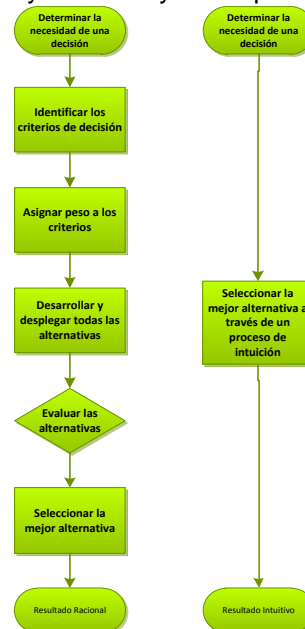 Determinar la
necesidad de una
decisión
Identificar los
criterios de decisión
Asignar peso a los
criterios
Desarrollar y
desplegar todas las
alternativas
Evaluar las
alternativas
Seleccionar la
mejor alternativa
Resultado Racional
Determinar la
necesidad de una
decisión
Seleccionar la
mejor alternativa a
través de un
proceso de
intuición
Resultado Intuitivo